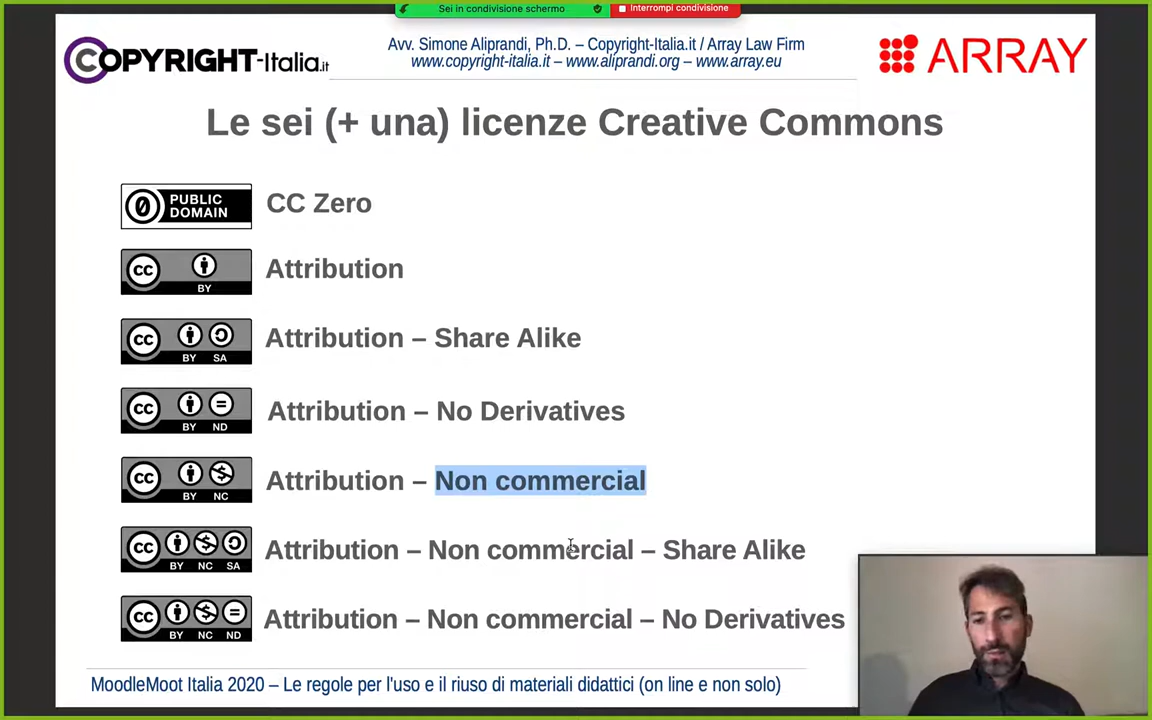 Sei in condivisione schermo
Interrompi condivisione
COPYRIGHT-Italia.it
Avv. Simone Aliprandi, Ph.D. – Copyright-Italia.it / Array Law Firm
www.copyright-italia.it – www.aliprandi.org – www.array.eu
ARRAY
Le sei (+ una) licenze Creative Commons
0 PUBLIC DOMAIN
CC Zero
cc BY
Attribution
cc BY SA
Attribution – Share Alike
cc BY ND
Attribution – No Derivatives
cc BY NC
Attribution – Non commercial
cc BY NC SA
Attribution – Non commercial – Share Alike
cc BY NC ND
Attribution – Non commercial – No Derivatives
MoodleMoot Italia 2020 – Le regole per l'uso e il riuso di materiali didattici (on line e non solo)